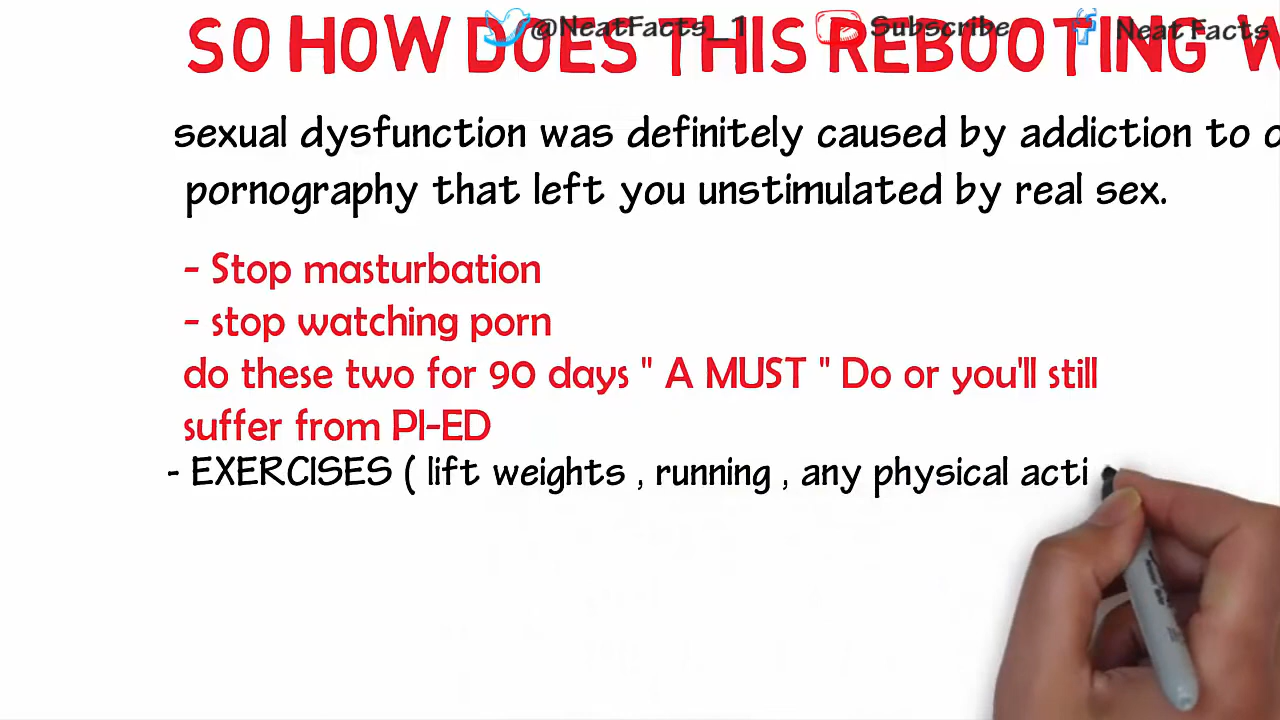 SO HOW DOES THIS REBOOTING W
@NeatFacts_1 Subscribe Neat Facts
sexual dysfunction was definitely caused by addiction to o
pornography that left you unstimulated by real sex.
- Stop masturbation
- stop watching porn
do these two for 90 days " A MUST " Do or you'll still
suffer from PI-ED
- EXERCISES ( lift weights , running , any physical acti